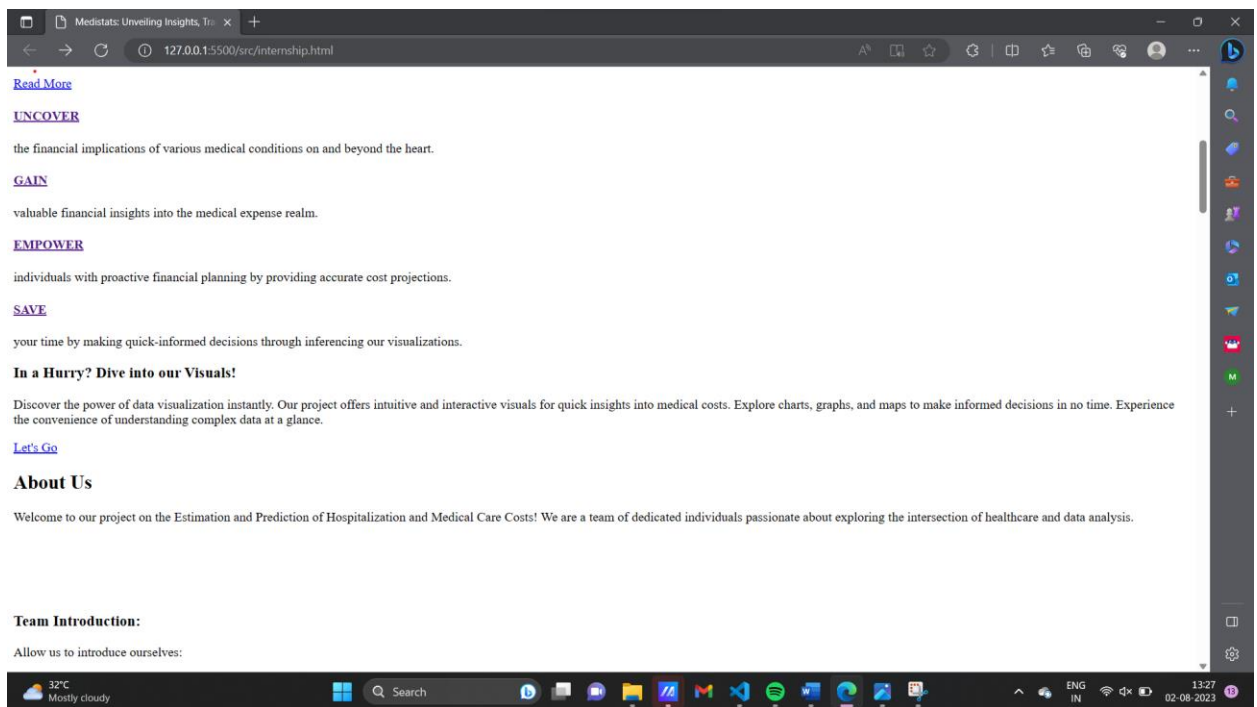 Medistats: Unveiling Insights, Tra
127.0.0.1:5500/src/internship.html
Read More
UNCOVER
the financial implications of various medical conditions on and beyond the heart.
GAIN
valuable financial insights into the medical expense realm.
EMPOWER
individuals with proactive financial planning by providing accurate cost projections.
SAVE
your time by making quick-informed decisions through inferencing our visualizations.
In a Hurry? Dive into our Visuals!
Discover the power of data visualization instantly. Our project offers intuitive and interactive visuals for quick insights into medical costs. Explore charts, graphs, and maps to make informed decisions in no time. Experience
the convenience of understanding complex data at a glance.
Let's Go
About Us
Welcome to our project on the Estimation and Prediction of Hospitalization and Medical Care Costs! We are a team of dedicated individuals passionate about exploring the intersection of healthcare and data analysis.
Team Introduction:
Allow us to introduce ourselves:
M
32°C
Mostly cloudy
Search
ENG
IN
13:27
02-08-2023
13